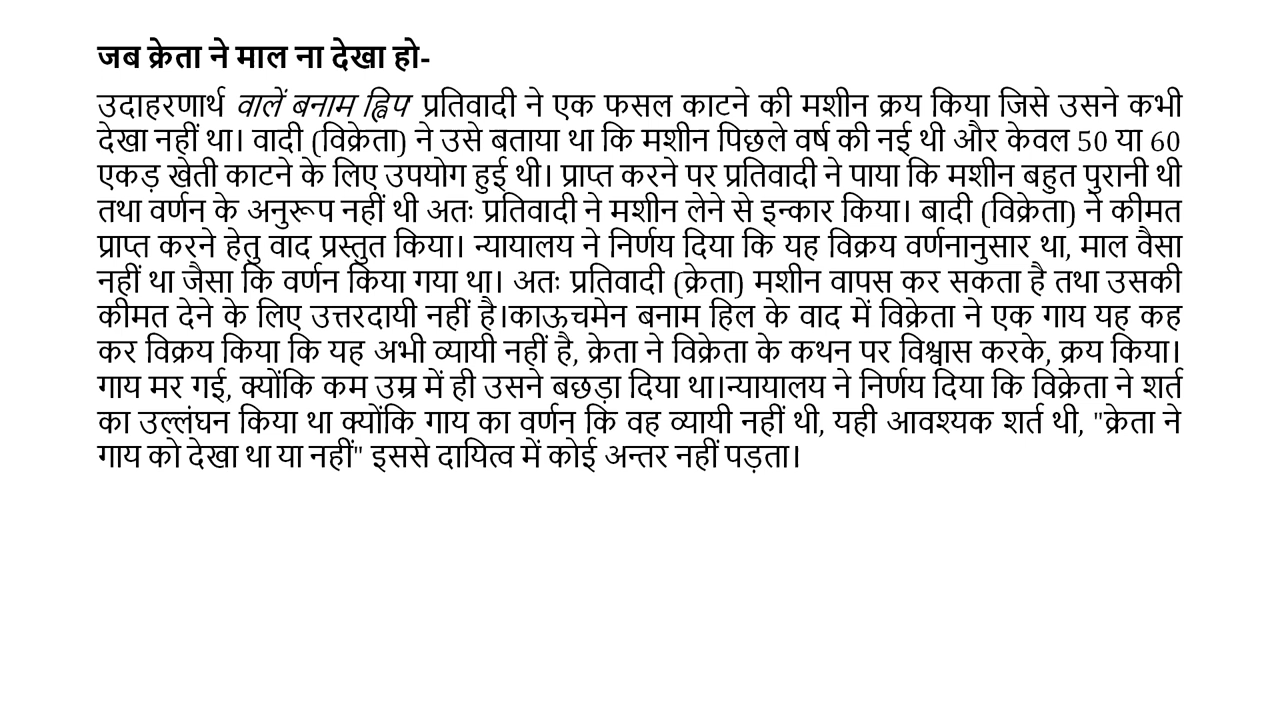 जब क्रेता ने माल ना देखा हो-
उदाहरणार्थ वालें बनाम ह्विप प्रतिवादी ने एक फसल काटने की मशीन क्रय किया जिसे उसने कभी
देखा नहीं था। वादी (विक्रेता) ने उसे बताया था कि मशीन पिछले वर्ष की नई थी और केवल 50 या 60
एकड़ खेती काटने के लिए उपयोग हुई थी। प्राप्त करने पर प्रतिवादी ने पाया कि मशीन बहुत पुरानी थी
तथा वर्णन के अनुरूप नहीं थी अतः प्रतिवादी ने मशीन लेने से इन्कार किया। बादी (विक्रेता) ने कीमत
प्राप्त करने हेतु वाद प्रस्तुत किया। न्यायालय ने निर्णय दिया कि यह विक्रय वर्णनानुसार था, माल वैसा
नहीं था जैसा कि वर्णन किया गया था। अतः प्रतिवादी (क्रेता) मशीन वापस कर सकता है तथा उसकी
कीमत देने के लिए उत्तरदायी नहीं है।काऊचमेन बनाम हिल के वाद में विक्रेता ने एक गाय यह कह
कर विक्रय किया कि यह अभी व्यायी नहीं है, क्रेता ने विक्रेता के कथन पर विश्वास करके, क्रय किया।
गाय मर गई, क्योंकि कम उम्र में ही उसने बछड़ा दिया था।न्यायालय ने निर्णय दिया कि विक्रेता ने शर्त
का उल्लंघन किया था क्योंकि गाय का वर्णन कि वह व्यायी नहीं थी, यही आवश्यक शर्त थी, "क्रेता ने
गाय को देखा था या नहीं" इससे दायित्व में कोई अन्तर नहीं पड़ता।